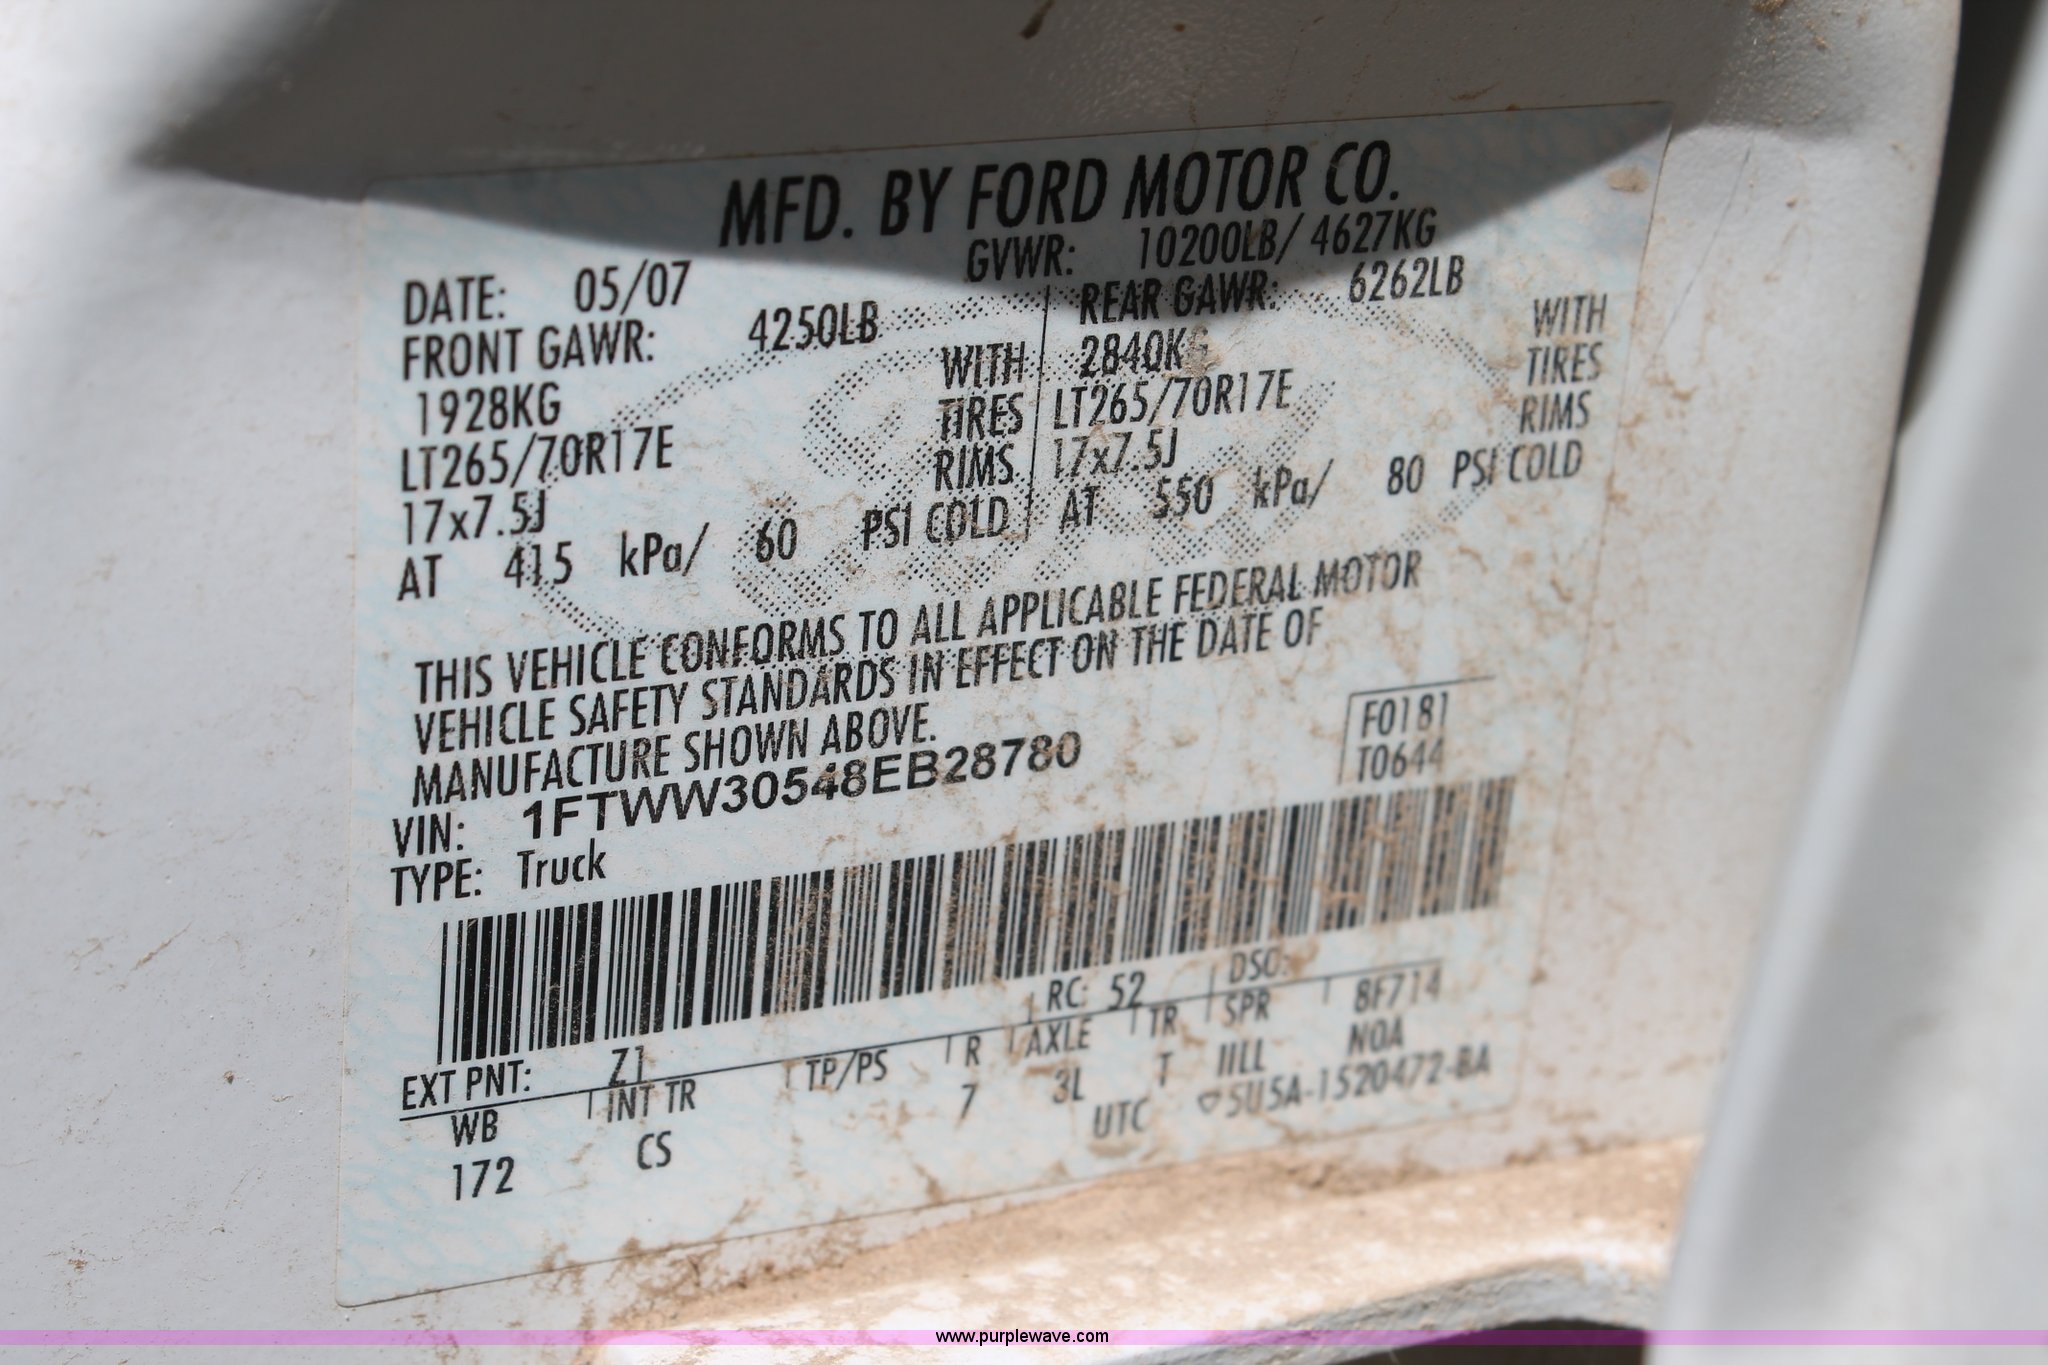 MFD. BY FORD MOTOR CO.
DATE: 05/07 GVWR: 10200LB/ 4627KG
FRONT GAWR: 4250LB REAR GAWR: 6262LB
1928KG WITH 2840KG WITH
LT265/70R17E TIRES LT265/70R17E TIRES
17x7.5J RIMS 17x7.5J RIMS
AT 415 kPa/ 60 PSI COLD AT 550 kPa/ 80 PSI COLD
THIS VEHICLE CONFORMS TO ALL APPLICABLE FEDERAL MOTOR
VEHICLE SAFETY STANDARDS IN EFFECT ON THE DATE OF
MANUFACTURE SHOWN ABOVE.
VIN: 1FTWW30548EB28780 F0181
TYPE: Truck T0644
EXT PNT: Z1 RC: 52 DSO:
WB INT TR TP/PS R AXLE TR SPR 8F714
172 CS 7 3L T IILL NOA
UTC 5U5A-1520472-BA
www.purplewave.com